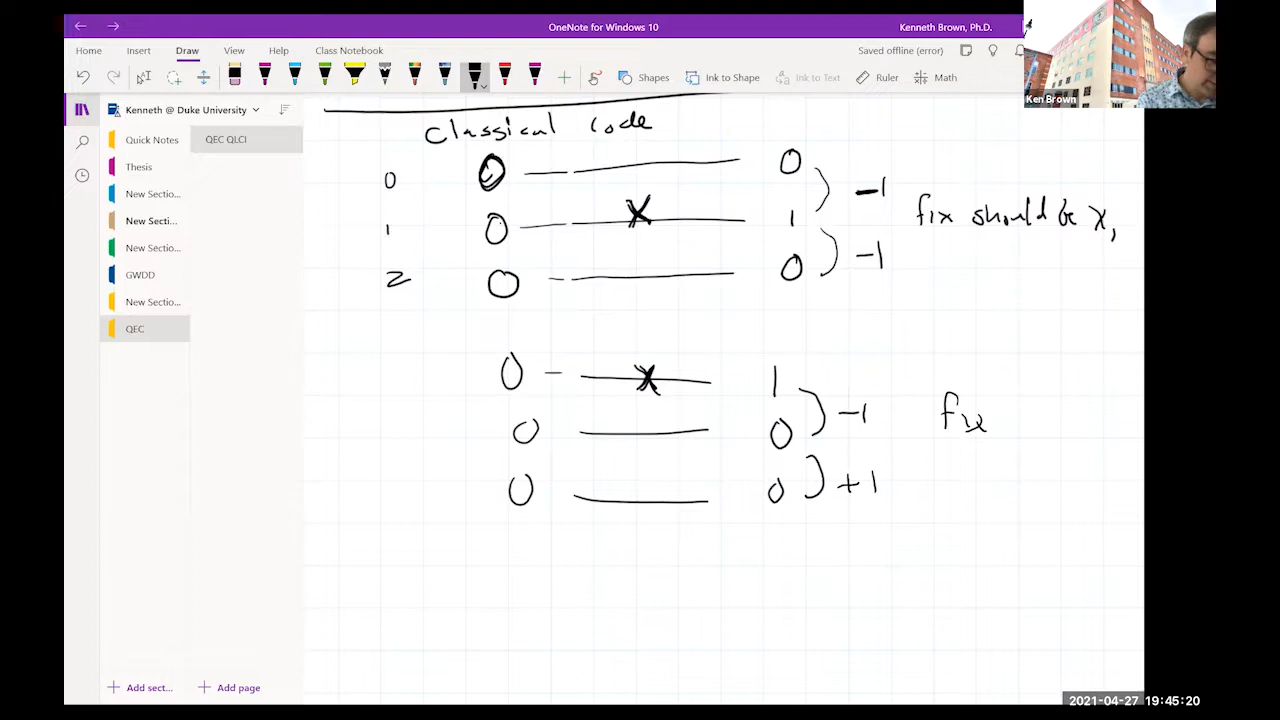 OneNote for Windows 10
Kenneth Brown, Ph.D.
Home Insert Draw View Help Class Notebook
Saved offline (error)
Shapes Ink to Shape Ink to Text Ruler Math
Ken Brown
Kenneth @ Duke University
Quick Notes
Thesis
New Section...
New Secti...
New Section...
GWDD
New Section...
QEC
QEC QLCI
Classical code
0 0 0
-1
1 0 X 1 fix should be X,
-1
2 0 0
0 X 1
-1 fix
0 0
+1
0 0
Add sect... Add page
2021-04-27 19:45:20